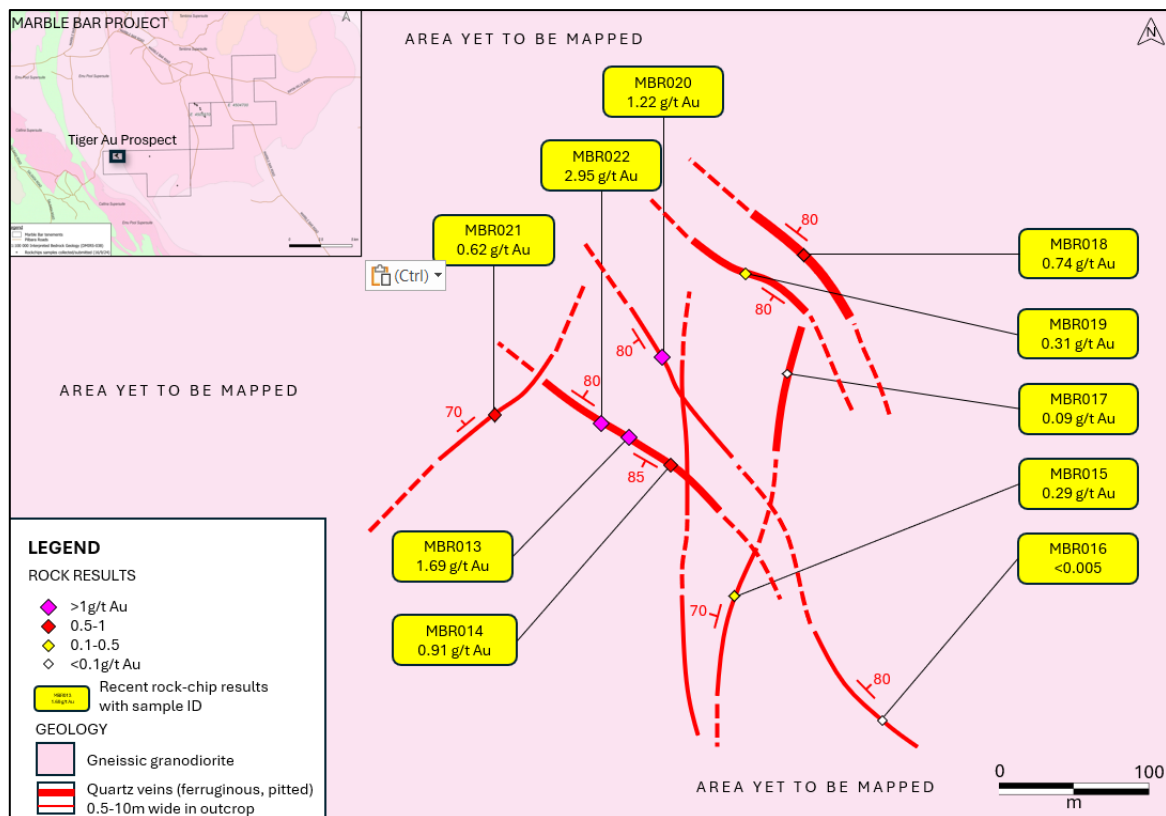 MARBLE BAR PROJECT
Tiger Au Prospect
AREA YET TO BE MAPPED
N
MBR020
1.22 g/t Au
MBR022
2.95 g/t Au
MBR021
0.62 g/t Au
(Ctrl)
MBR018
0.74 g/t Au
MBR019
0.31 g/t Au
MBR017
0.09 g/t Au
MBR015
0.29 g/t Au
MBR016
<0.005
MBR013
1.69 g/t Au
MBR014
0.91 g/t Au
80
80
80
80
70
85
70
80
AREA YET TO BE MAPPED
AREA YET TO BE MAPPED
LEGEND
ROCK RESULTS
>1g/t Au
0.5-1
0.1-0.5
<0.1g/t Au
MBR013
1.69g/t Au
Recent rock-chip results
with sample ID
GEOLOGY
Gneissic granodiorite
Quartz veins (ferruginous, pitted)
0.5-10m wide in outcrop
0 100
m